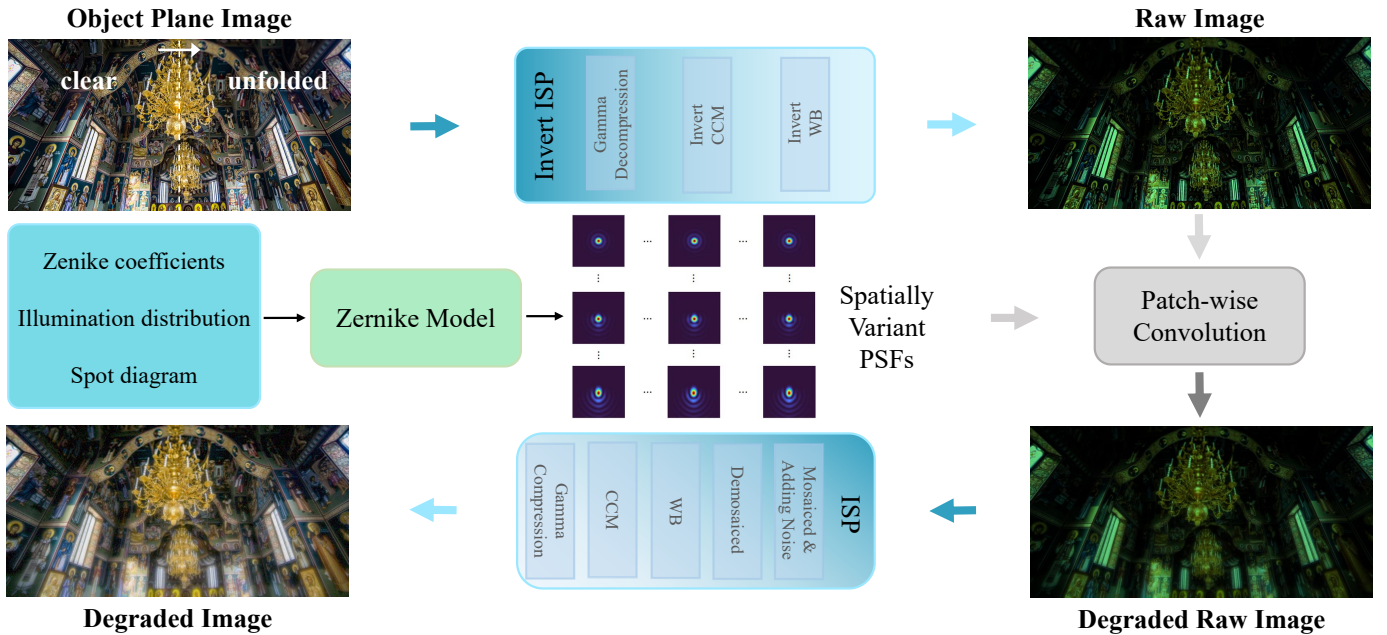 Object Plane Image
clear
unfolded
Invert ISP
Gamma
Decompression
Invert
CCM
Invert
WB
Raw Image
Zenike coefficients
Illumination distribution
Spot diagram
Zernike Model
... ...
... ... ...
... ...
... ... ...
... ...
Spatially
Variant
PSFs
Patch-wise
Convolution
Gamma
Compression
CCM
WB
Demosaiced
Mosaiced &
Adding Noise
ISP
Degraded Image
Degraded Raw Image